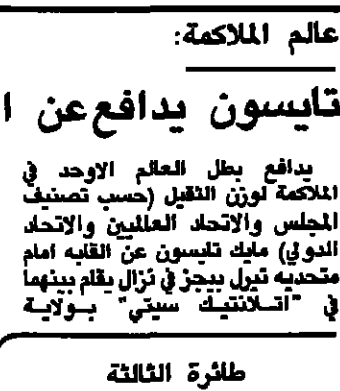 عالم الملاكمة:
تايسون يدافع عن ا
يدافع بطل العالم الاوحد في
الملاكمة لوزن الثقيل (حسب تصنيف
المجلس والاتحاد العالميين والاتحاد
الدولي) مايك تايسون عن القابه امام
متحديه تيرل بيجز في نزال يقام بينهما
في "اتلانتيك سيتي" بولاية
طائرة الثالثة